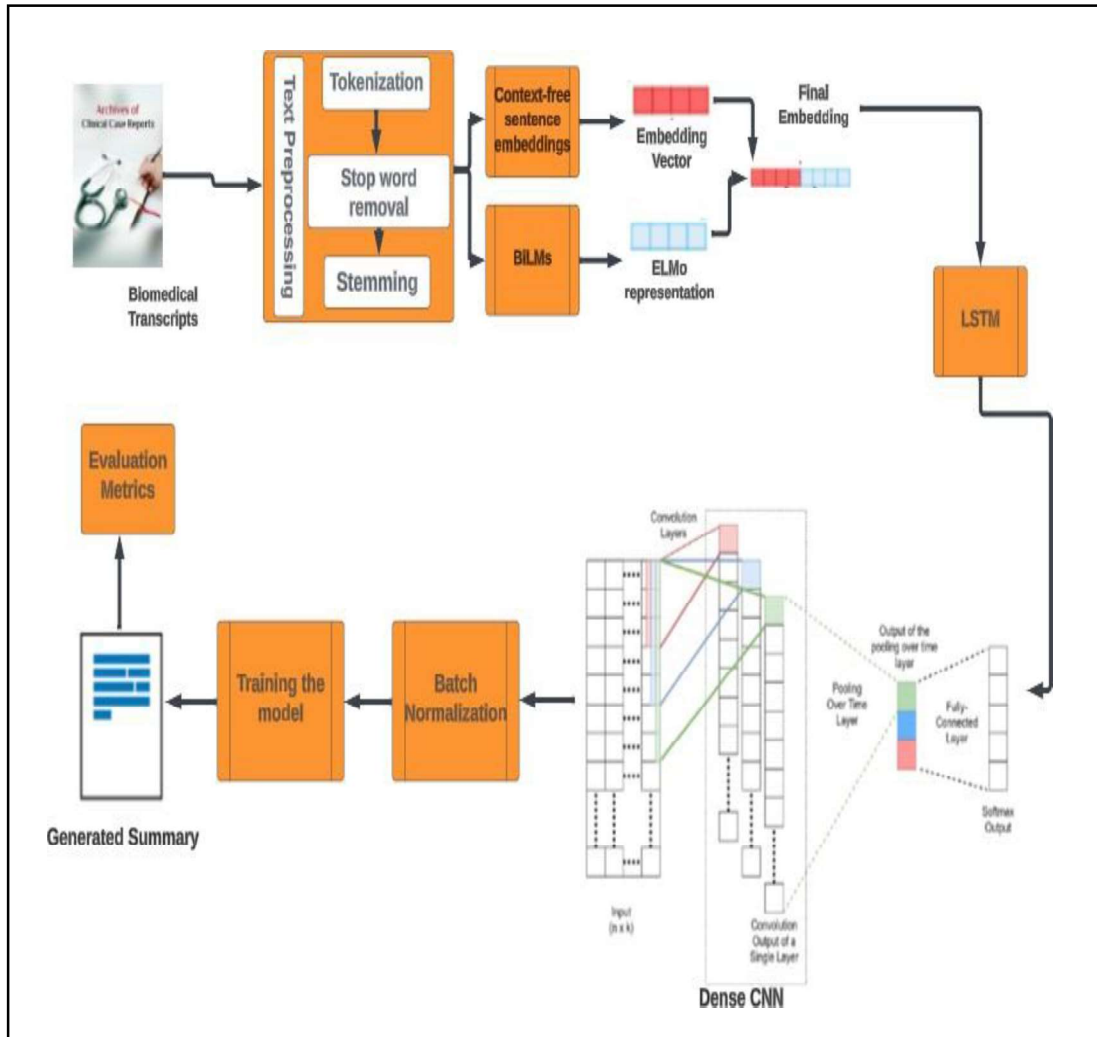 Archives of
Clinical Case Reports
Biomedical
Transcripts
Text Preprocessing
Tokenization
Stop word
removal
Stemming
Context-free
sentence
embeddings
BiLMs
Embedding
Vector
ELMo
representation
Final
Embedding
LSTM
Evaluation
Metrics
Generated Summary
Training the
model
Batch
Normalization
Convolution
Layers
Input
(n x k)
Convolution
Output of a
Single Layer
Dense CNN
Output of the
pooling over time
layer
Pooling
Over Time
Layer
Fully-
Connected
Layer
Softmax
Output